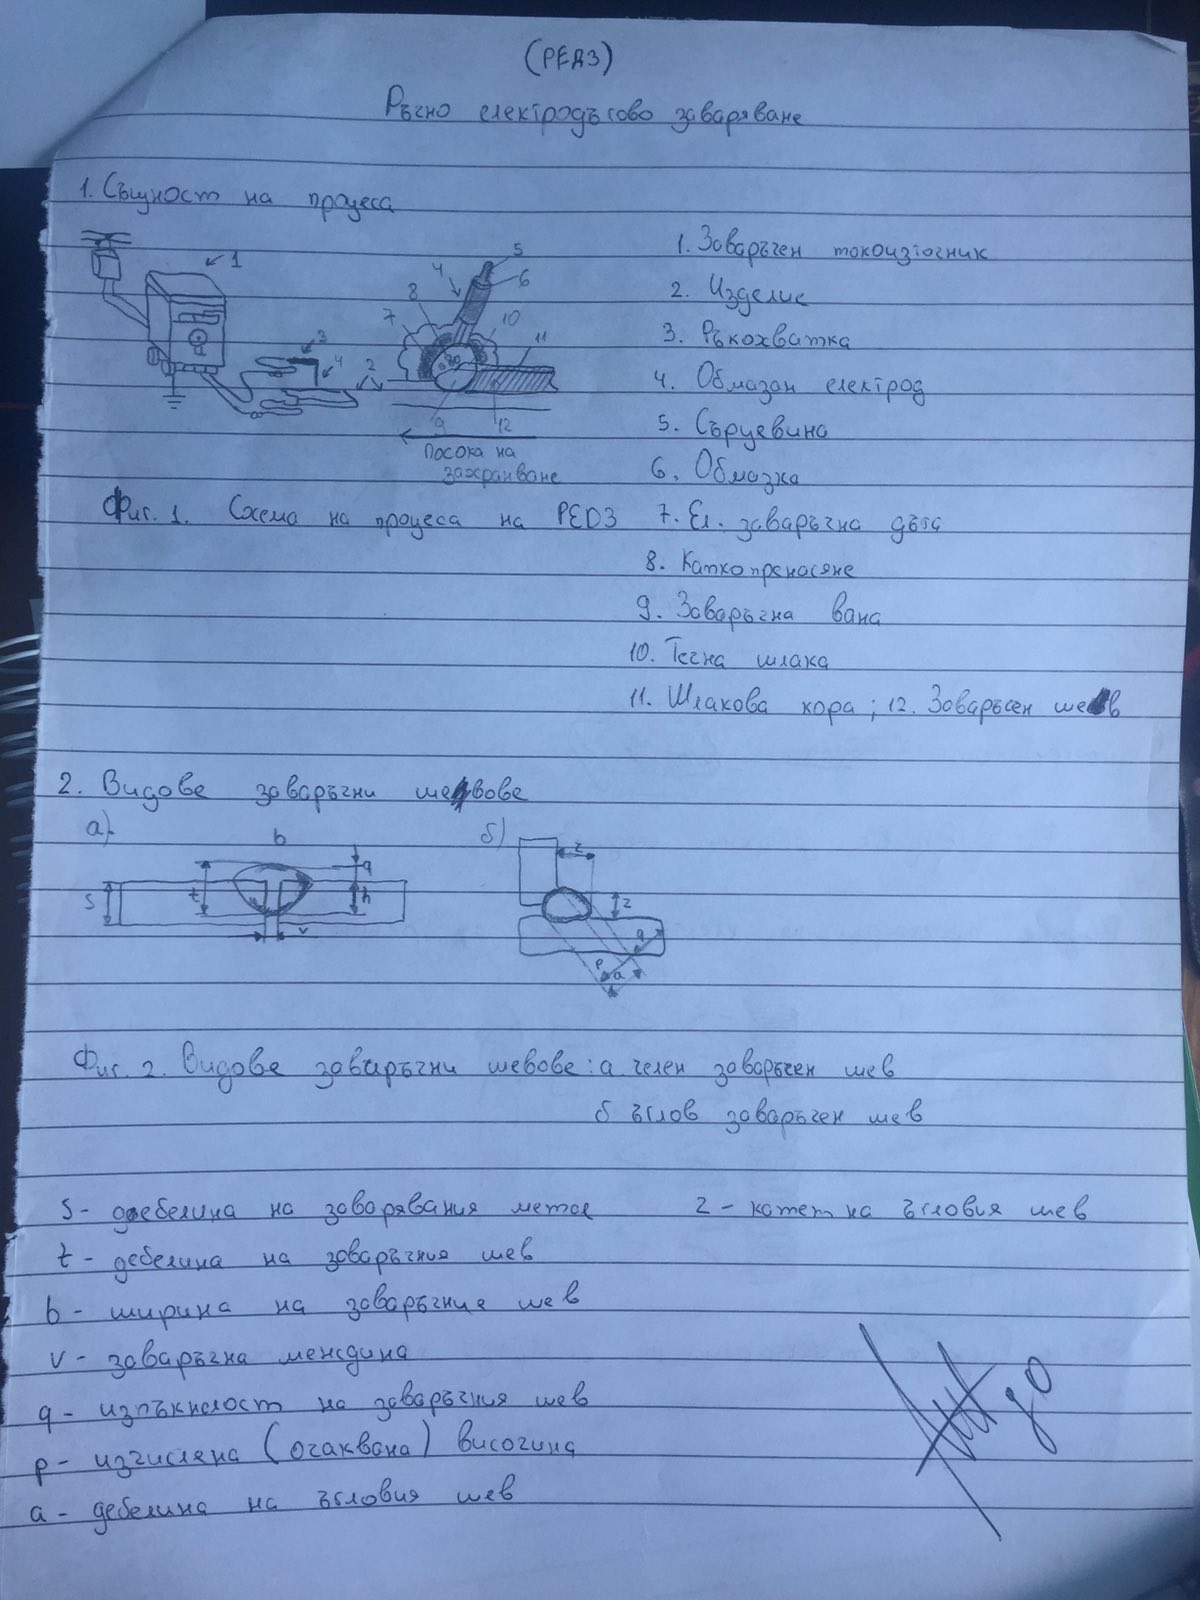 (РЕДЗ)
Ръчно електродъгово заваряване
1. Същност на процеса
1
3
4
2
5
4
6
8
7
10
11
9
12
Посока на
захранване
Фиг. 1. Схема на процеса на РЕДЗ
1. Заваръчен токоизточник
2. Изделие
3. Ръкохватка
4. Обмазан електрод
5. Сърцевина
6. Обмазка
7. Ел. заваръчна дъга
8. Капкопренасяне
9. Заваръчна вана
10. Течна шлака
11. Шлакова кора ; 12. Заваръчен шев
2. Видове заваръчни шевове
а).
b
q
s
t
h
v
б)
z
z
q
p
a
Фиг. 2. Видове заваръчни шевове: а челен заваръчен шев
б ъглов заваръчен шев
s - дебелина на заварявания метал
z - катет на ъгловия шев
t - дебелина на заваръчния шев
b - ширина на заваръчния шев
v - заваръчна междина
q - изпъкналост на заваръчния шев
p - изчислена (очаквана) височина
a - дебелина на ъгловия шев